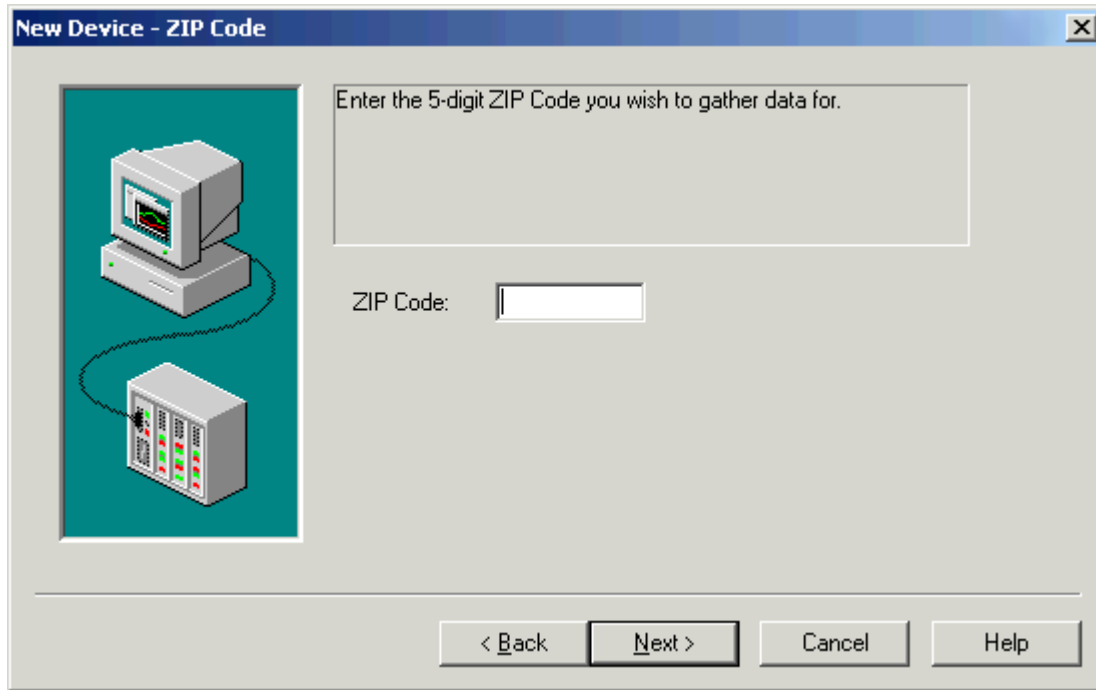 New Device - ZIP Code
Enter the 5-digit ZIP Code you wish to gather data for.
ZIP Code:
< Back
Next >
Cancel
Help